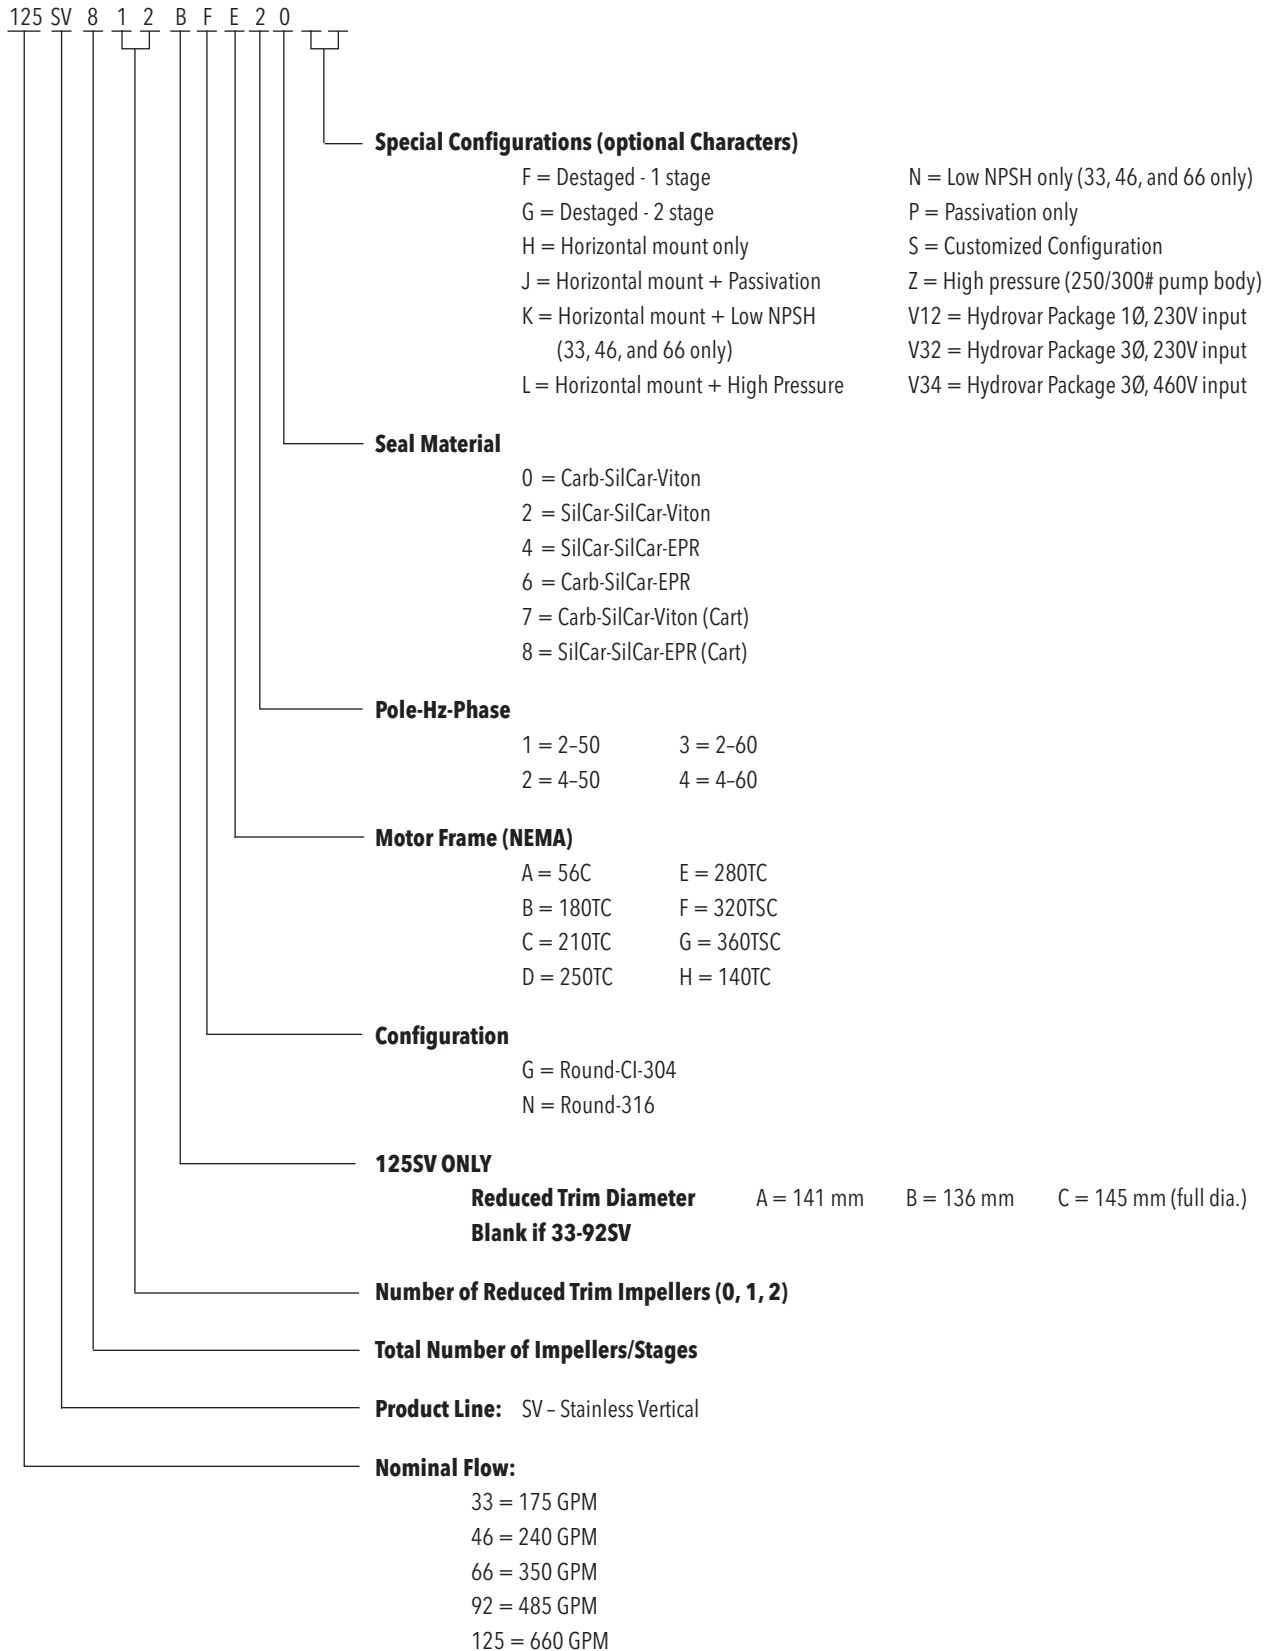 125 SV 8 1 2 B F E 2 0
Special Configurations (optional Characters)
F = Destaged - 1 stage N = Low NPSH only (33, 46, and 66 only)
G = Destaged - 2 stage P = Passivation only
H = Horizontal mount only S = Customized Configuration
J = Horizontal mount + Passivation Z = High pressure (250/300# pump body)
K = Horizontal mount + Low NPSH V12 = Hydrovar Package 1Ø, 230V input
(33, 46, and 66 only) V32 = Hydrovar Package 3Ø, 230V input
L = Horizontal mount + High Pressure V34 = Hydrovar Package 3Ø, 460V input
Seal Material
0 = Carb-SilCar-Viton
2 = SilCar-SilCar-Viton
4 = SilCar-SilCar-EPR
6 = Carb-SilCar-EPR
7 = Carb-SilCar-Viton (Cart)
8 = SilCar-SilCar-EPR (Cart)
Pole-Hz-Phase
1 = 2–50 3 = 2–60
2 = 4–50 4 = 4–60
Motor Frame (NEMA)
A = 56C E = 280TC
B = 180TC F = 320TSC
C = 210TC G = 360TSC
D = 250TC H = 140TC
Configuration
G = Round-CI-304
N = Round-316
125SV ONLY
Reduced Trim Diameter A = 141 mm B = 136 mm C = 145 mm (full dia.)
Blank if 33-92SV
Number of Reduced Trim Impellers (0, 1, 2)
Total Number of Impellers/Stages
Product Line: SV – Stainless Vertical
Nominal Flow:
33 = 175 GPM
46 = 240 GPM
66 = 350 GPM
92 = 485 GPM
125 = 660 GPM